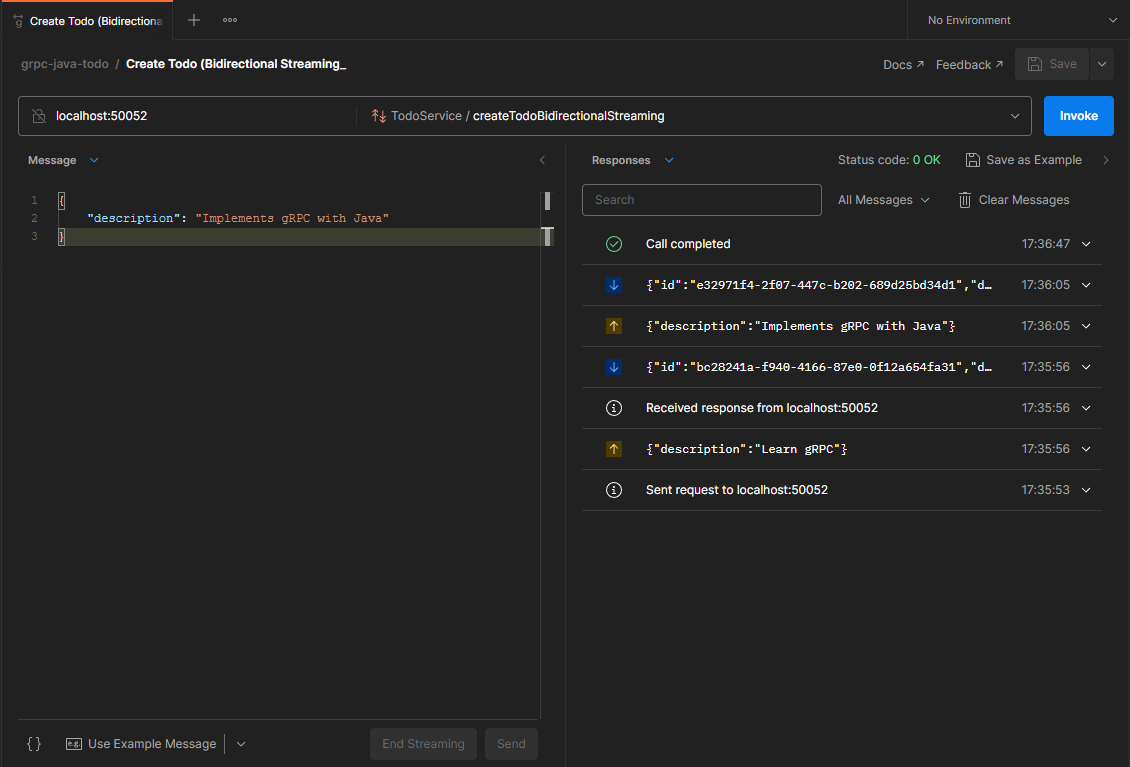 Create Todo (Bidirectiona
No Environment
grpc-java-todo / Create Todo (Bidirectional Streaming_
Docs ↗ Feedback ↗ Save
localhost:50052 TodoService / createTodoBidirectionalStreaming Invoke
Message
Responses Status code: 0 OK Save as Example
Search All Messages Clear Messages
1 {
2 "description": "Implements gRPC with Java"
3 }
Call completed 17:36:47
{"id":"e32971f4-2f07-447c-b202-689d25bd34d1","d… 17:36:05
{"description":"Implements gRPC with Java"} 17:36:05
{"id":"bc28241a-f940-4166-87e0-0f12a654fa31","d… 17:35:56
Received response from localhost:50052 17:35:56
{"description":"Learn gRPC"} 17:35:56
Sent request to localhost:50052 17:35:53
{} e.g. Use Example Message End Streaming Send